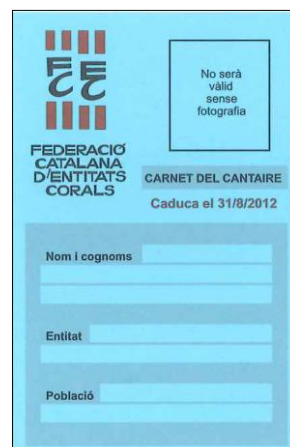 FCEC
FEDERACIÓ
CATALANA
D'ENTITATS
CORALS
No serà
vàlid
sense
fotografia
CARNET DEL CANTAIRE
Caduca el 31/8/2012
Nom i cognoms
Entitat
Població